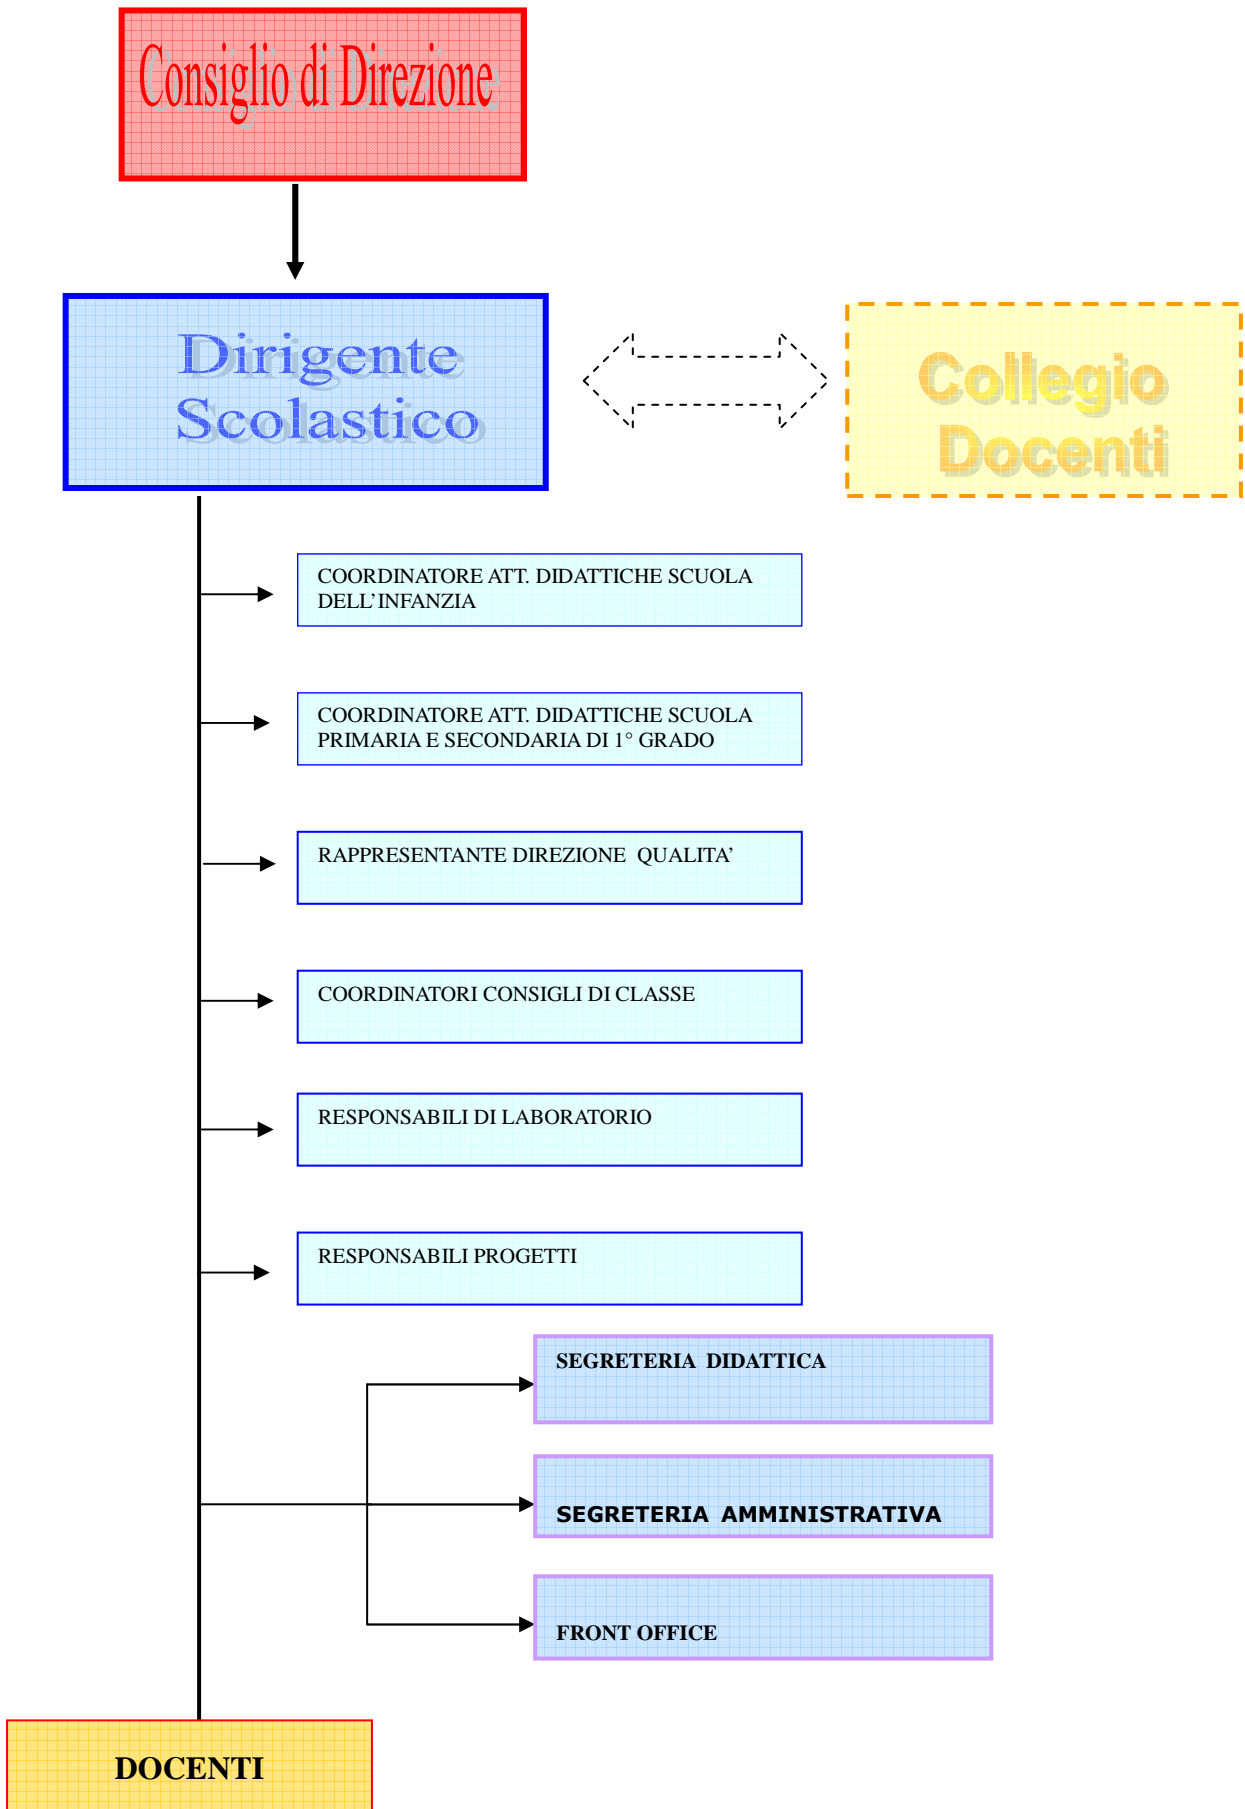 Consiglio di Direzione
Dirigente
Scolastico
Collegio
Docenti
COORDINATORE ATT. DIDATTICHE SCUOLA
DELL’INFANZIA
COORDINATORE ATT. DIDATTICHE SCUOLA
PRIMARIA E SECONDARIA DI 1° GRADO
RAPPRESENTANTE DIREZIONE QUALITA’
COORDINATORI CONSIGLI DI CLASSE
RESPONSABILI DI LABORATORIO
RESPONSABILI PROGETTI
SEGRETERIA DIDATTICA
SEGRETERIA AMMINISTRATIVA
FRONT OFFICE
DOCENTI